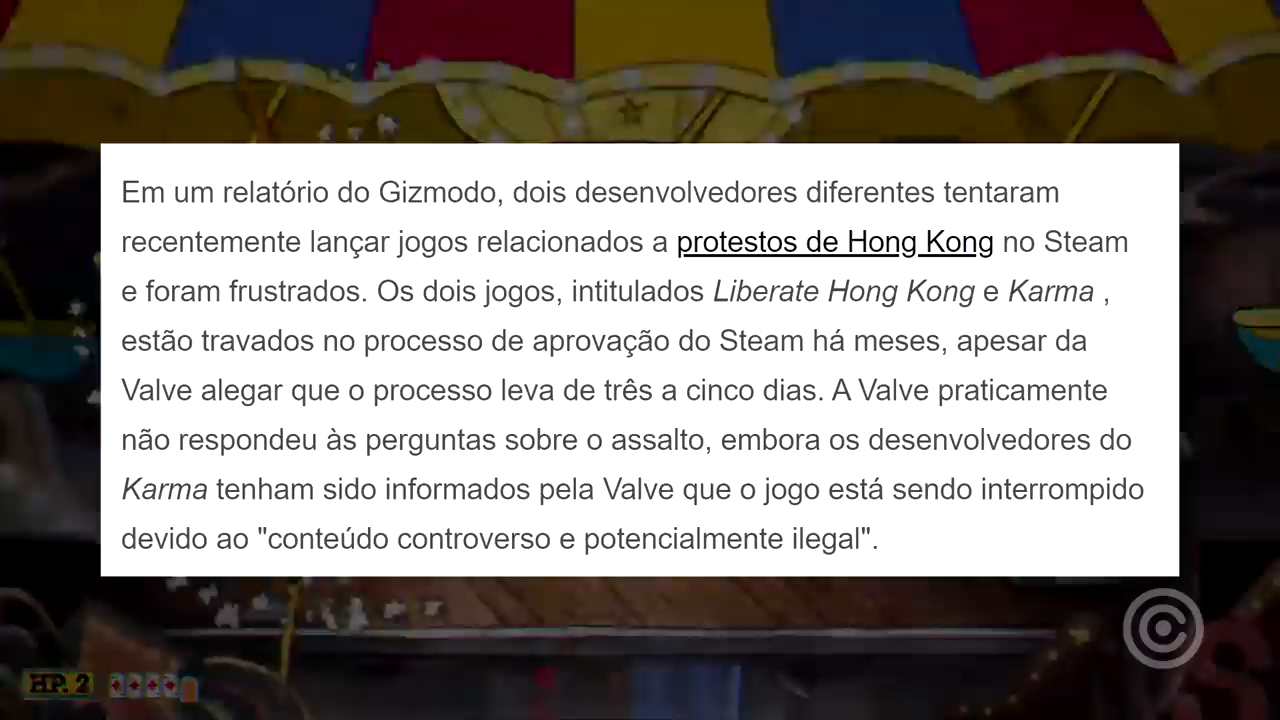 Em um relatório do Gizmodo, dois desenvolvedores diferentes tentaram
recentemente lançar jogos relacionados a protestos de Hong Kong no Steam
e foram frustrados. Os dois jogos, intitulados Liberate Hong Kong e Karma ,
estão travados no processo de aprovação do Steam há meses, apesar da
Valve alegar que o processo leva de três a cinco dias. A Valve praticamente
não respondeu às perguntas sobre o assalto, embora os desenvolvedores do
Karma tenham sido informados pela Valve que o jogo está sendo interrompido
devido ao "conteúdo controverso e potencialmente ilegal".
HP. 2